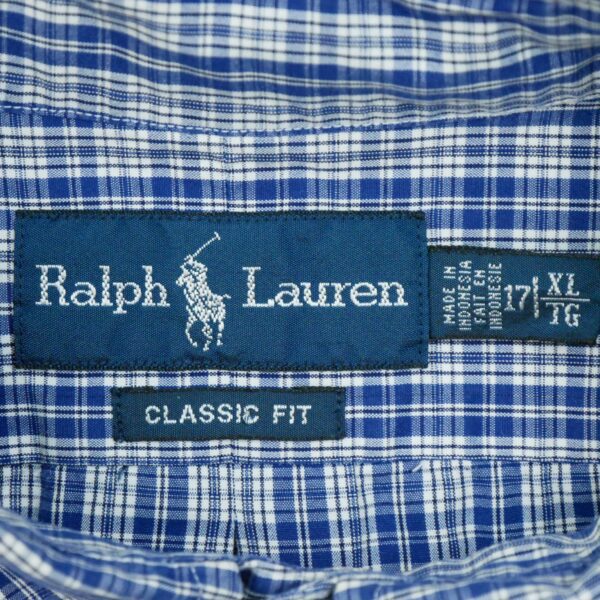 Ralph Lauren
MADE IN
INDONESIA
FAIT EN
INDONESIE
17
XL
TG
CLASSIC FIT